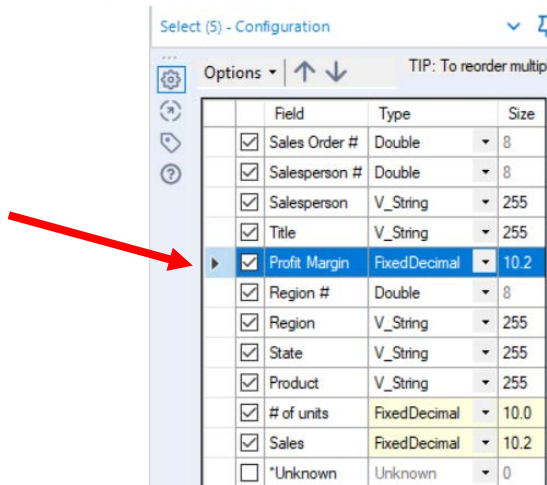 Select (5) - Configuration
Options TIP: To reorder multip
Field Type Size
Sales Order # Double 8
Salesperson # Double 8
Salesperson V_String 255
Title V_String 255
Profit Margin FixedDecimal 10.2
Region # Double 8
Region V_String 255
State V_String 255
Product V_String 255
# of units FixedDecimal 10.0
Sales FixedDecimal 10.2
*Unknown Unknown 0